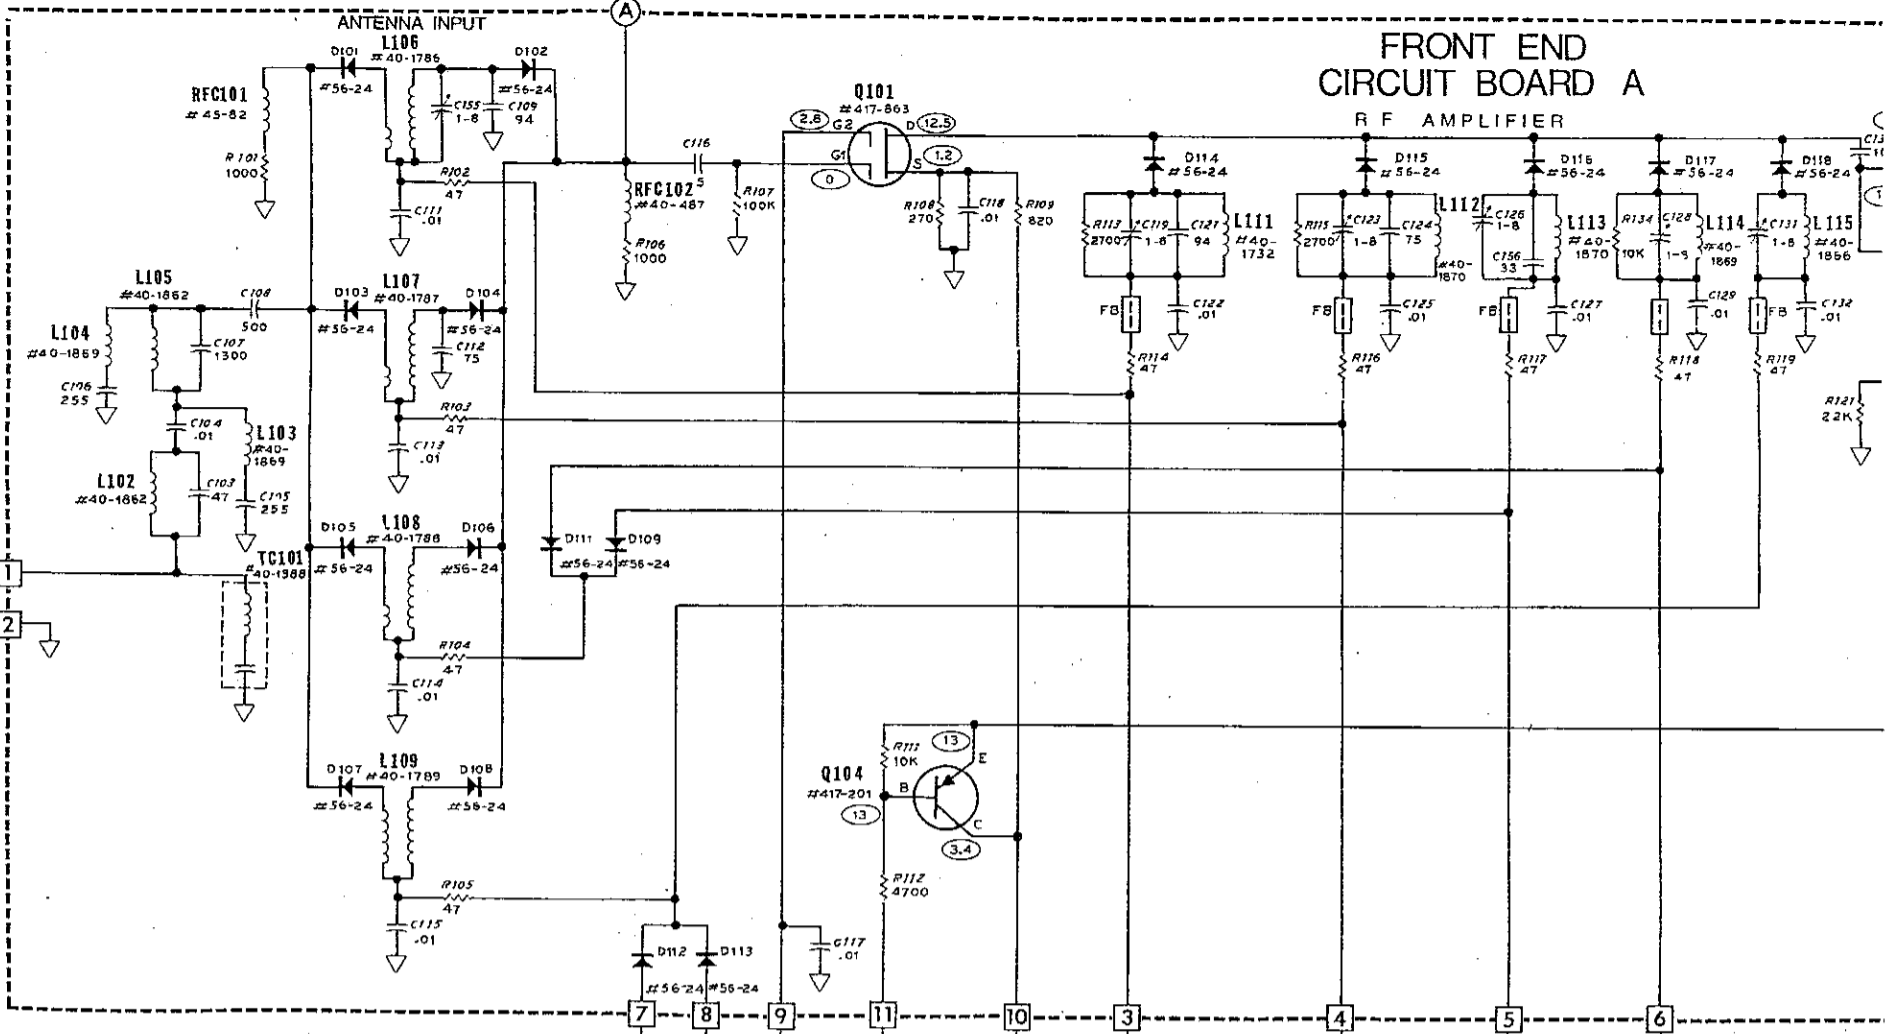 A
ANTENNA INPUT
FRONT END
CIRCUIT BOARD A
RF AMPLIFIER
RFC101
#45-82
R101
1000
D101
#56-24
L106
#40-1786
D102
#56-24
C155
1-8
C109
94
R102
47
C111
.01
RFC102
#40-487
R106
1000
C116
5
R107
100K
Q101
#417-863
2.8
G2
G1
0
D
12.5
S
1.2
R108
270
C118
.01
R109
820
D114
#56-24
R113
2700
C119
1-8
C121
94
L111
#40-
1732
FB
C122
.01
R114
47
D115
#56-24
R115
2700
C123
1-8
C124
75
L112
#40-
1870
FB
C125
.01
R116
47
D116
#56-24
C126
1-8
C156
33
L113
#40-
1870
FB
C127
.01
R117
47
D117
#56-24
R134
10K
C128
L114
#40-
1869
C129
.01
R118
47
D118
#56-24
C131
1-8
L115
#40-
1866
FB
C132
.01
R119
47
R121
22K
L105
#40-1862
L104
#40-1869
C106
255
C107
1300
C108
500
C104
.01
L103
#40-
1869
L102
#40-1862
C103
47
C105
255
D103
#56-24
L107
#40-1787
D104
#56-24
C112
75
R103
47
C113
.01
TC101
#40-1988
D105
#56-24
L108
#40-1788
D106
#56-24
R104
47
C114
.01
D111
#56-24
D109
#56-24
D107
#56-24
L109
#40-1789
D108
#56-24
R105
47
C115
.01
D112
#56-24
D113
#56-24
C117
.01
Q104
#417-201
13
R111
10K
13
E
B
C
3.4
R112
4700
1
2
7
8
9
11
10
3
4
5
6